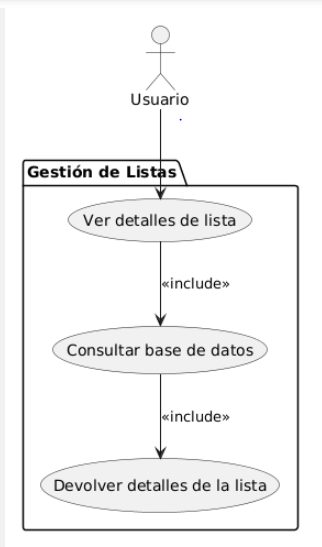 Usuario
Gestión de Listas
Ver detalles de lista
«include»
Consultar base de datos
«include»
Devolver detalles de la lista